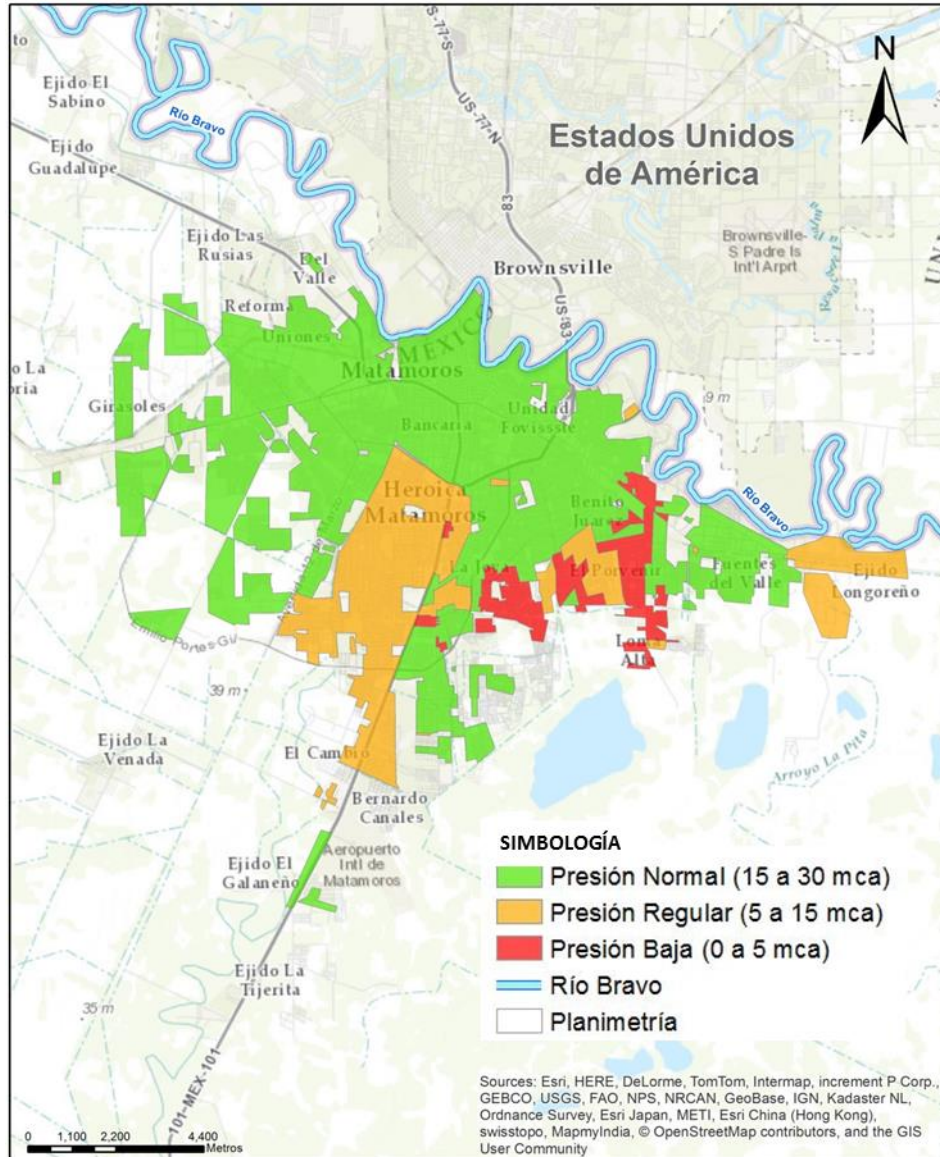 Ejido El
Sabino
Ejido
Guadalupe
Río Bravo
US-77-S
US-77-N
83
N
Estados Unidos
de América
Brownsville-
S Padre Is
Int'l Arprt
Brownsville
US-83
Ejido Las
Rusias
Del
Valle
Reforma
Uniones
MÉXICO
Matamoros
Girasoles
Bancaria
Unidad
Fovissste
9 m
Heroica
Matamoros
Benito
Juarez
Río Bravo
La Joya
El Porvenir
Fuentes
del Valle
Ejido
Longoreño
Loma
Alta
Emilio-Portes-Gil
39 m
Ejido La
Venada
El Cambio
Arroyo La Pita
Bernardo
Canales
Aeropuerto
Intl de
Matamoros
Ejido El
Galaneño
Ejido La
Tijerita
35 m
101-MEX-101
SIMBOLOGÍA
Presión Normal (15 a 30 mca)
Presión Regular (5 a 15 mca)
Presión Baja (0 a 5 mca)
Río Bravo
Planimetría
0 1,100 2,200 4,400
Metros
Sources: Esri, HERE, DeLorme, TomTom, Intermap, increment P Corp.,
GEBCO, USGS, FAO, NPS, NRCAN, GeoBase, IGN, Kadaster NL,
Ordnance Survey, Esri Japan, METI, Esri China (Hong Kong),
swisstopo, MapmyIndia, © OpenStreetMap contributors, and the GIS
User Community